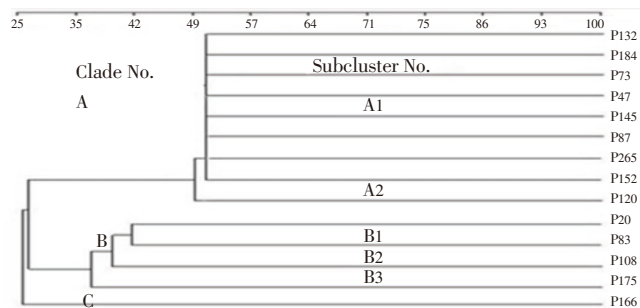 25 35 42 49 57 64 71 75 86 93 100
P132
P184
Clade No. Subcluster No.
P73
P47
A A1
P145
P87
P265
P152
A2
P120
P20
B B1
P83
B2
P108
B3
P175
C
P166